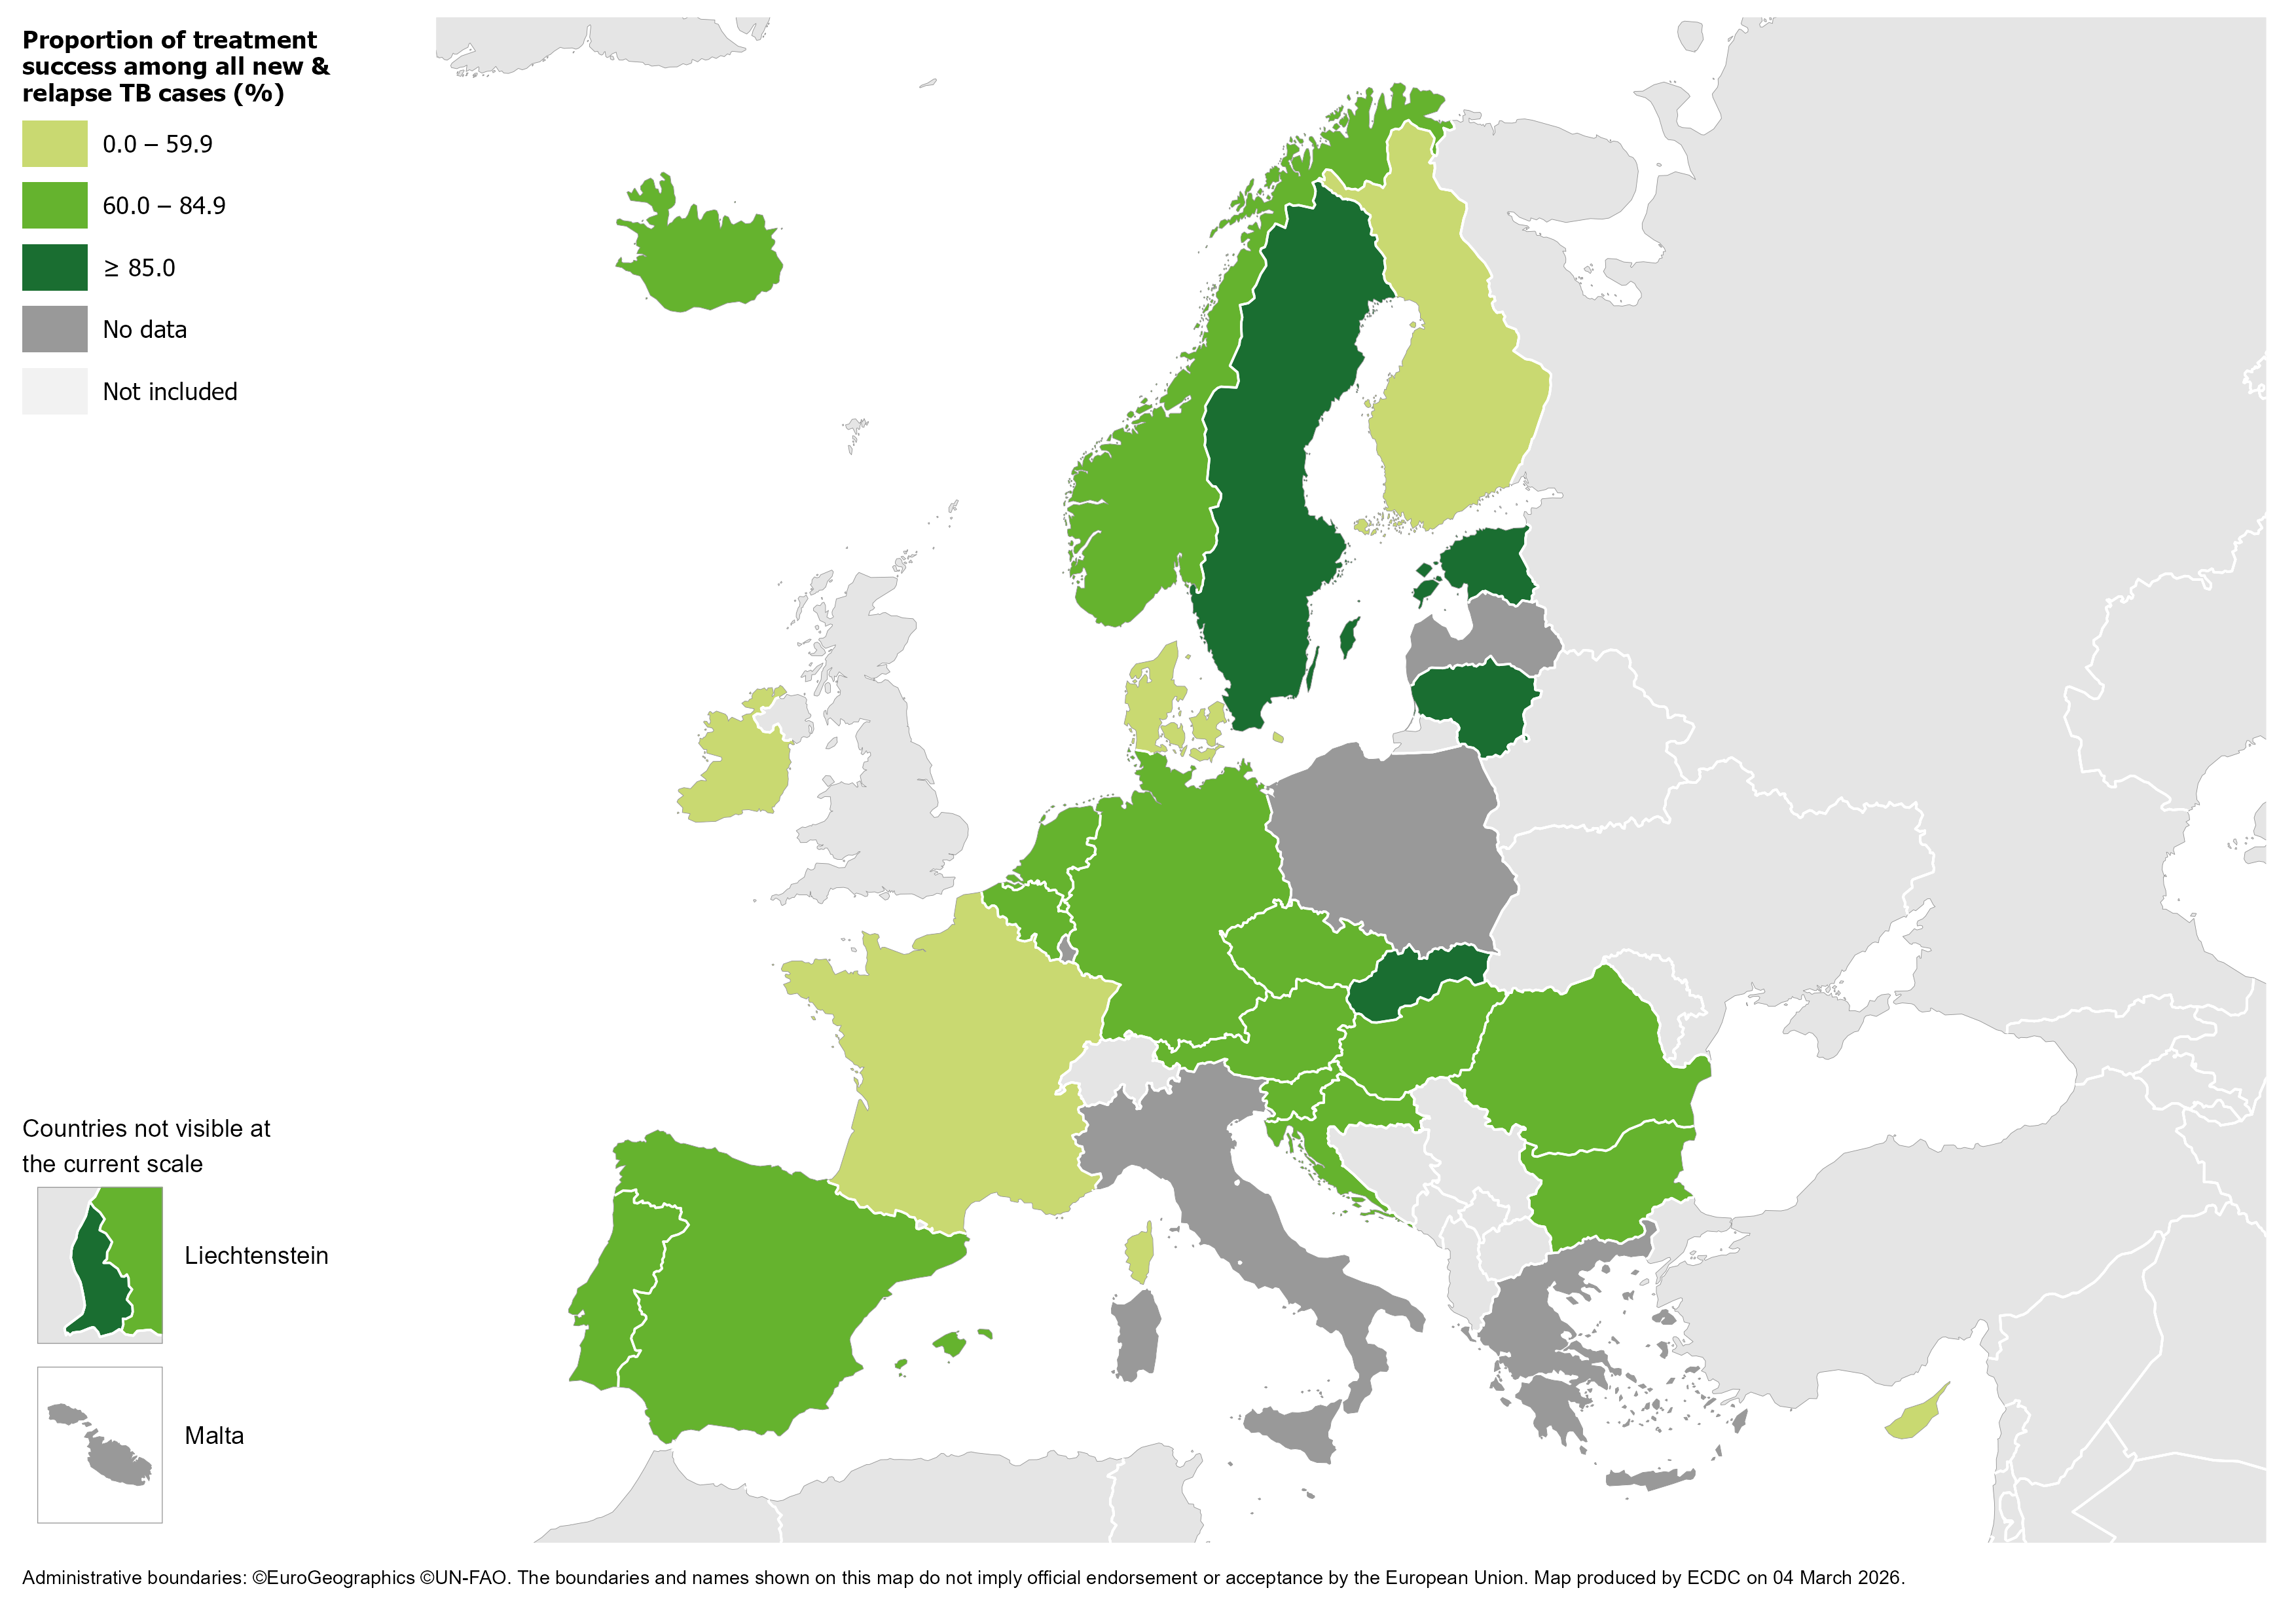 Proportion of treatment
success among all new &
relapse TB cases (%)
0.0 – 59.9
60.0 – 84.9
≥ 85.0
No data
Not included
Countries not visible at
the current scale
Liechtenstein
Malta
Administrative boundaries: ©EuroGeographics ©UN-FAO. The boundaries and names shown on this map do not imply official endorsement or acceptance by the European Union. Map produced by ECDC on 04 March 2026.